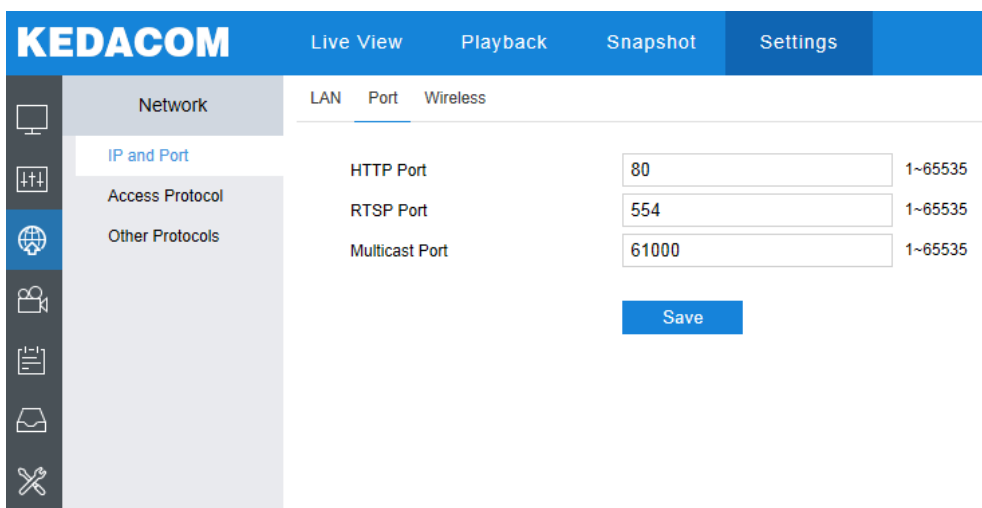 KEDACOM Live View Playback Snapshot Settings
Network
LAN Port Wireless
IP and Port
Access Protocol
Other Protocols
HTTP Port 80 1~65535
RTSP Port 554 1~65535
Multicast Port 61000 1~65535
Save